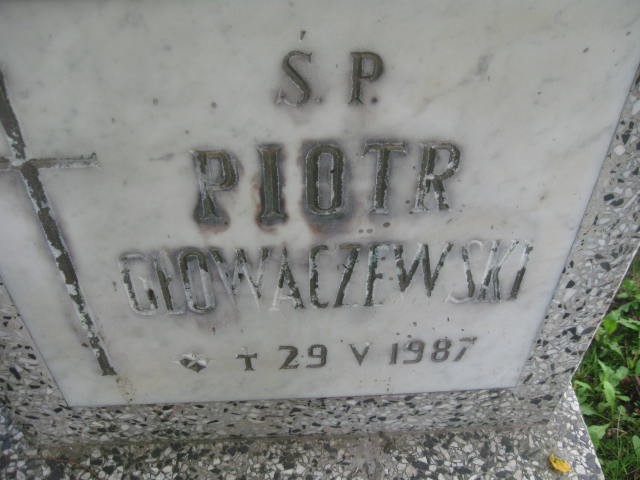 Ś. P.
PIOTR
GŁOWACZEWSKI
* † 29 V 1987